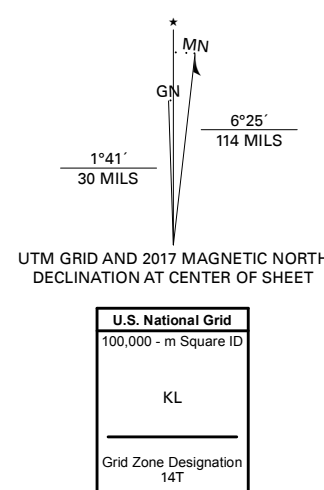 ★
MN
GN
6°25´
114 MILS
1°41´
30 MILS
UTM GRID AND 2017 MAGNETIC NORTH
DECLINATION AT CENTER OF SHEET
U.S. National Grid
100,000 - m Square ID
KL
Grid Zone Designation
14T